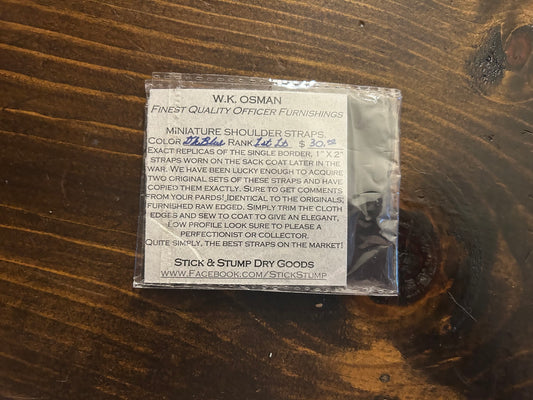 W.K. OSMAN
FINEST QUALITY OFFICER FURNISHINGS
MINIATURE SHOULDER STRAPS.
COLOR Dk Blue RANK 1st Lt $ 30.00
EXACT REPLICAS OF THE SINGLE BORDER, 1" X 2"
STRAPS WORN ON THE SACK COAT LATER IN THE
WAR. WE HAVE BEEN LUCKY ENOUGH TO ACQUIRE
TWO ORIGINAL SETS OF THESE STRAPS AND HAVE
COPIED THEM EXACTLY. SURE TO GET COMMENTS
FROM YOUR PARDS! IDENTICAL TO THE ORIGINALS,
FURNISHED RAW EDGED. SIMPLY TRIM THE CLOTH
EDGES AND SEW TO COAT TO GIVE AN ELEGANT,
LOW PROFILE LOOK SURE TO PLEASE A
PERFECTIONIST OR COLLECTOR.
QUITE SIMPLY, THE BEST STRAPS ON THE MARKET!
STICK & STUMP DRY GOODS
WWW.FACEBOOK.COM/STICKSTUMP